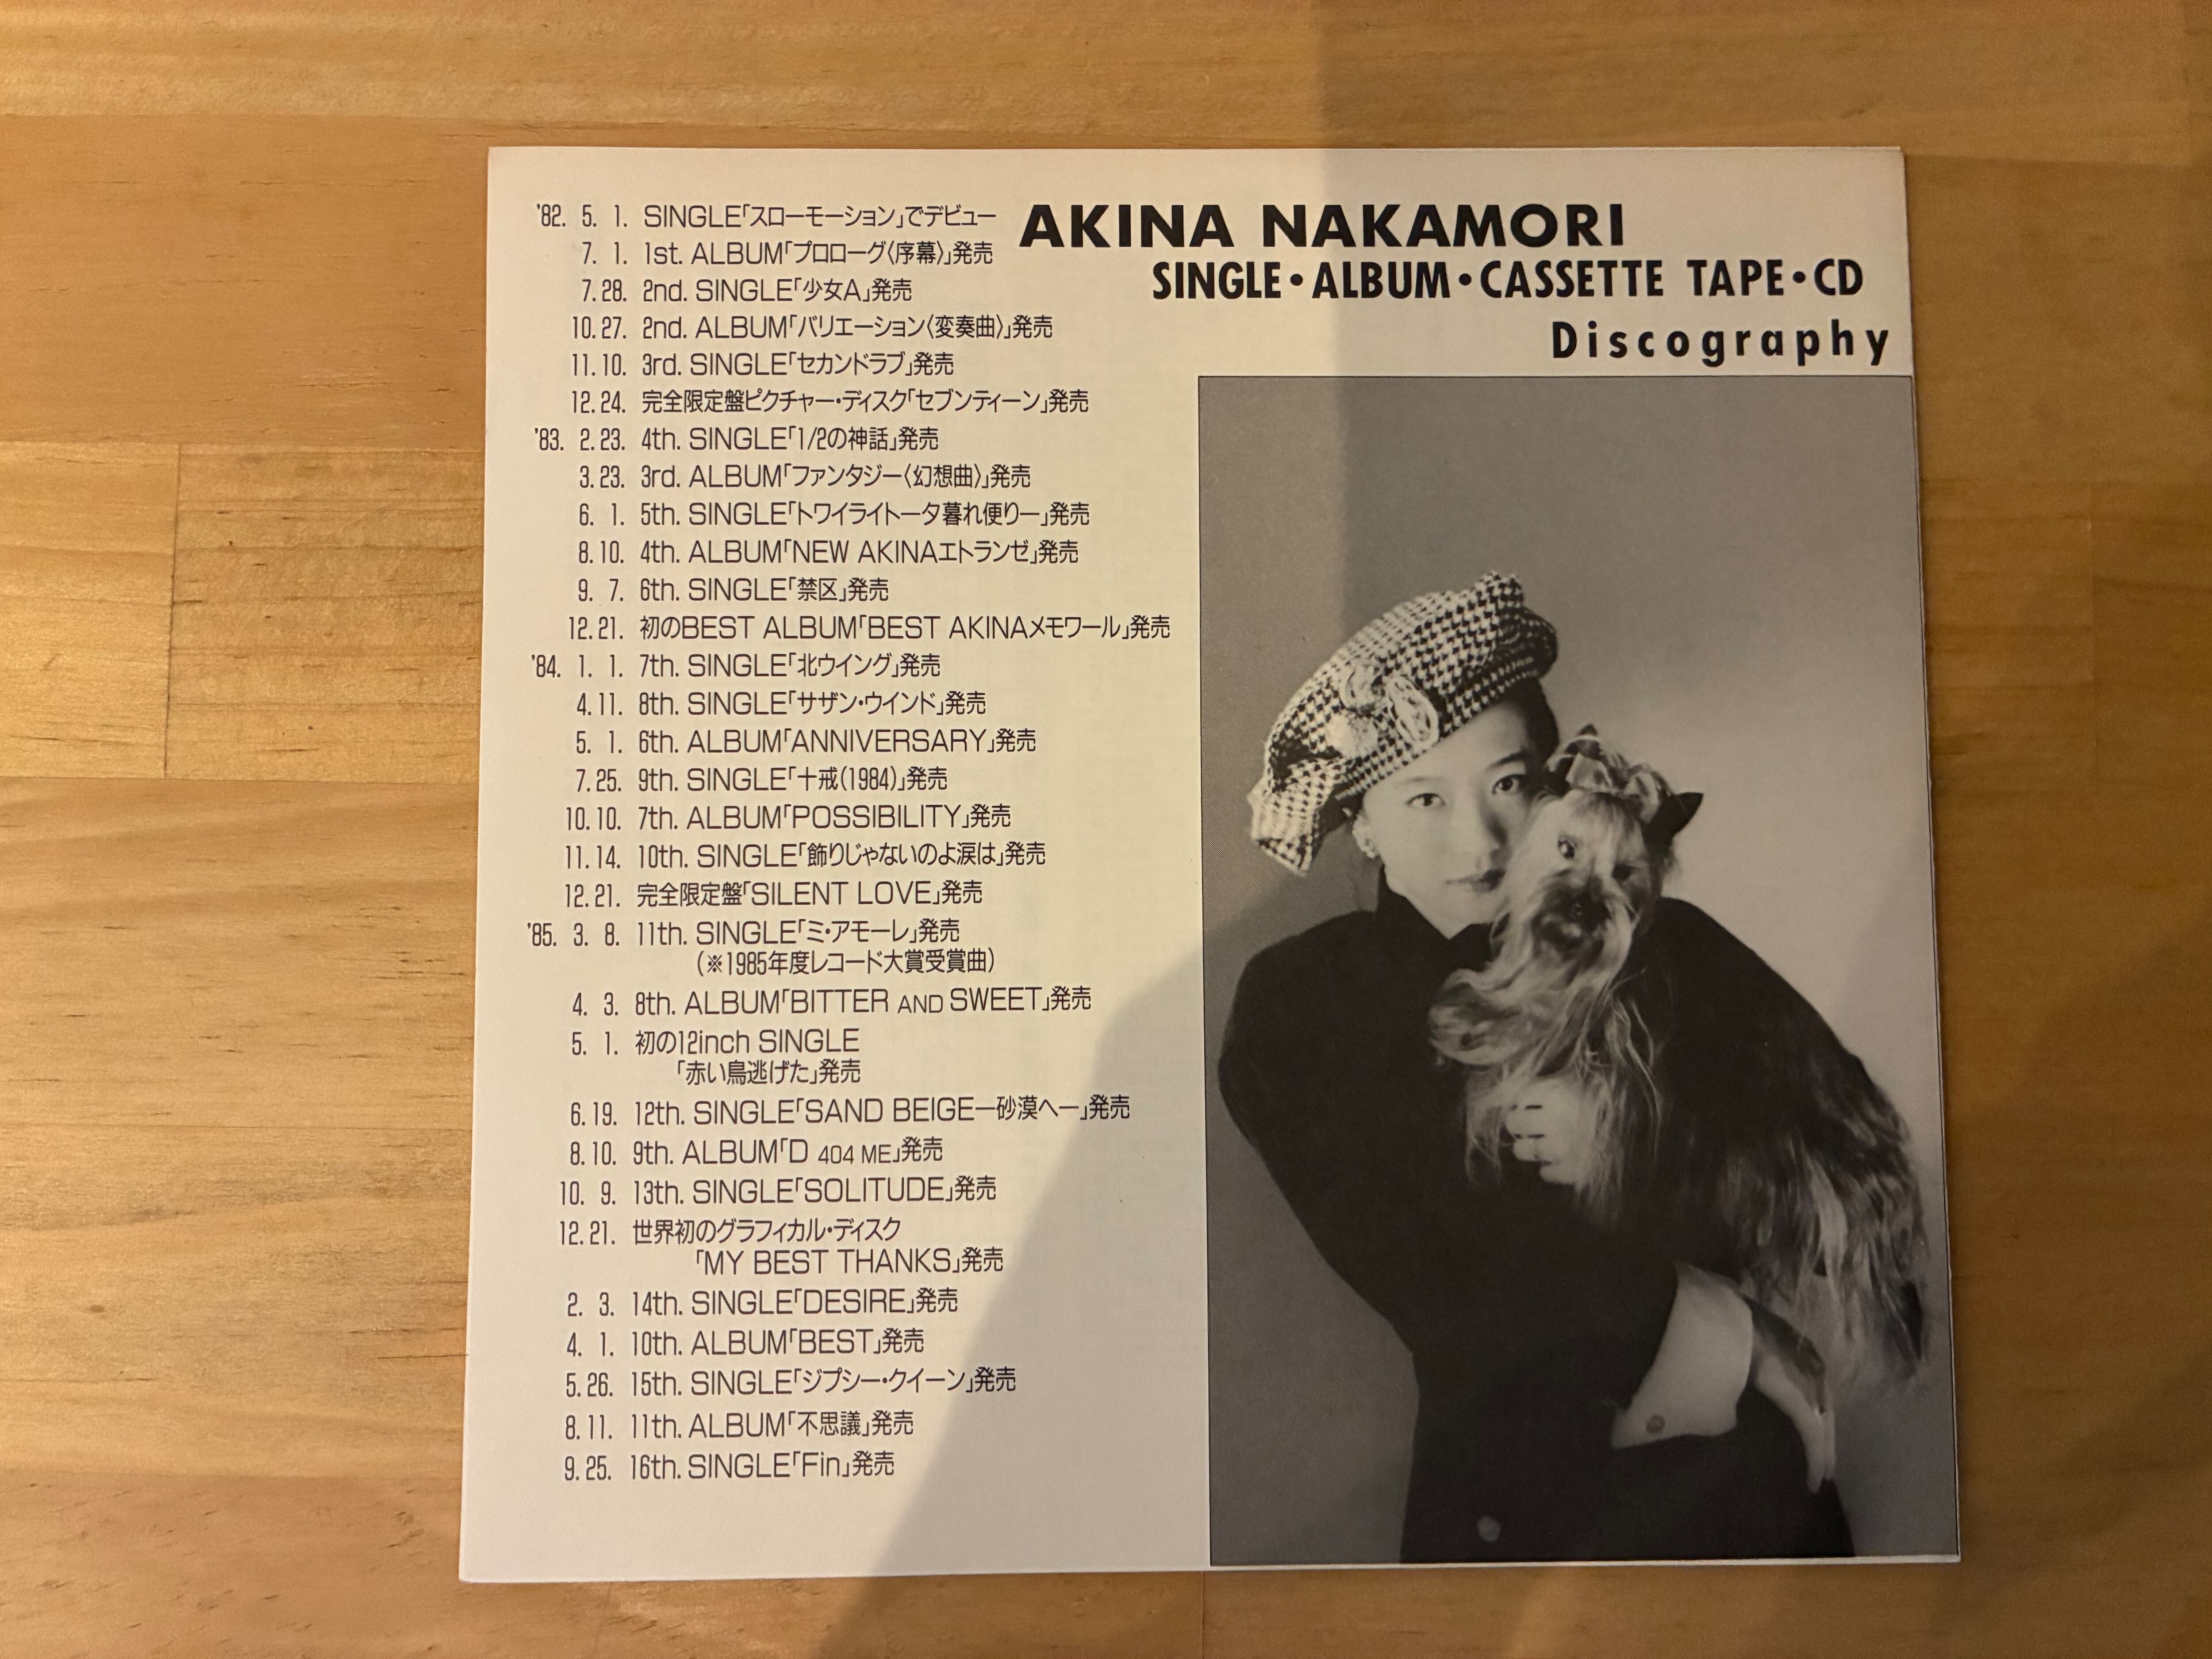 AKINA NAKAMORI
SINGLE•ALBUM•CASSETTE TAPE•CD
Discography
'82. 5. 1. SINGLE「スローモーション」でデビュー
7. 1. 1st. ALBUM「プロローグ〈序幕〉」発売
7.28. 2nd. SINGLE「少女A」発売
10.27. 2nd. ALBUM「バリエーション〈変奏曲〉」発売
11.10. 3rd. SINGLE「セカンドラブ」発売
12.24. 完全限定盤ピクチャー・ディスク「セブンティーン」発売
'83. 2.23. 4th. SINGLE「1/2の神話」発売
3.23. 3rd. ALBUM「ファンタジー〈幻想曲〉」発売
6. 1. 5th. SINGLE「トワイライトー夕暮れ便りー」発売
8.10. 4th. ALBUM「NEW AKINAエトランゼ」発売
9. 7. 6th. SINGLE「禁区」発売
12.21. 初のBEST ALBUM「BEST AKINAメモワール」発売
'84. 1. 1. 7th. SINGLE「北ウイング」発売
4.11. 8th. SINGLE「サザン・ウインド」発売
5. 1. 6th. ALBUM「ANNIVERSARY」発売
7.25. 9th. SINGLE「十戒(1984)」発売
10.10. 7th. ALBUM「POSSIBILITY」発売
11.14. 10th. SINGLE「飾りじゃないのよ涙は」発売
12.21. 完全限定盤「SILENT LOVE」発売
'85. 3. 8. 11th. SINGLE「ミ・アモーレ」発売
(※1985年度レコード大賞受賞曲)
4. 3. 8th. ALBUM「BITTER AND SWEET」発売
5. 1. 初の12inch SINGLE
「赤い鳥逃げた」発売
6.19. 12th. SINGLE「SAND BEIGEー砂漠へー」発売
8.10. 9th. ALBUM「D 404 ME」発売
10. 9. 13th. SINGLE「SOLITUDE」発売
12.21. 世界初のグラフィカル・ディスク
「MY BEST THANKS」発売
2. 3. 14th. SINGLE「DESIRE」発売
4. 1. 10th. ALBUM「BEST」発売
5.26. 15th. SINGLE「ジプシー・クイーン」発売
8.11. 11th. ALBUM「不思議」発売
9.25. 16th. SINGLE「Fin」発売